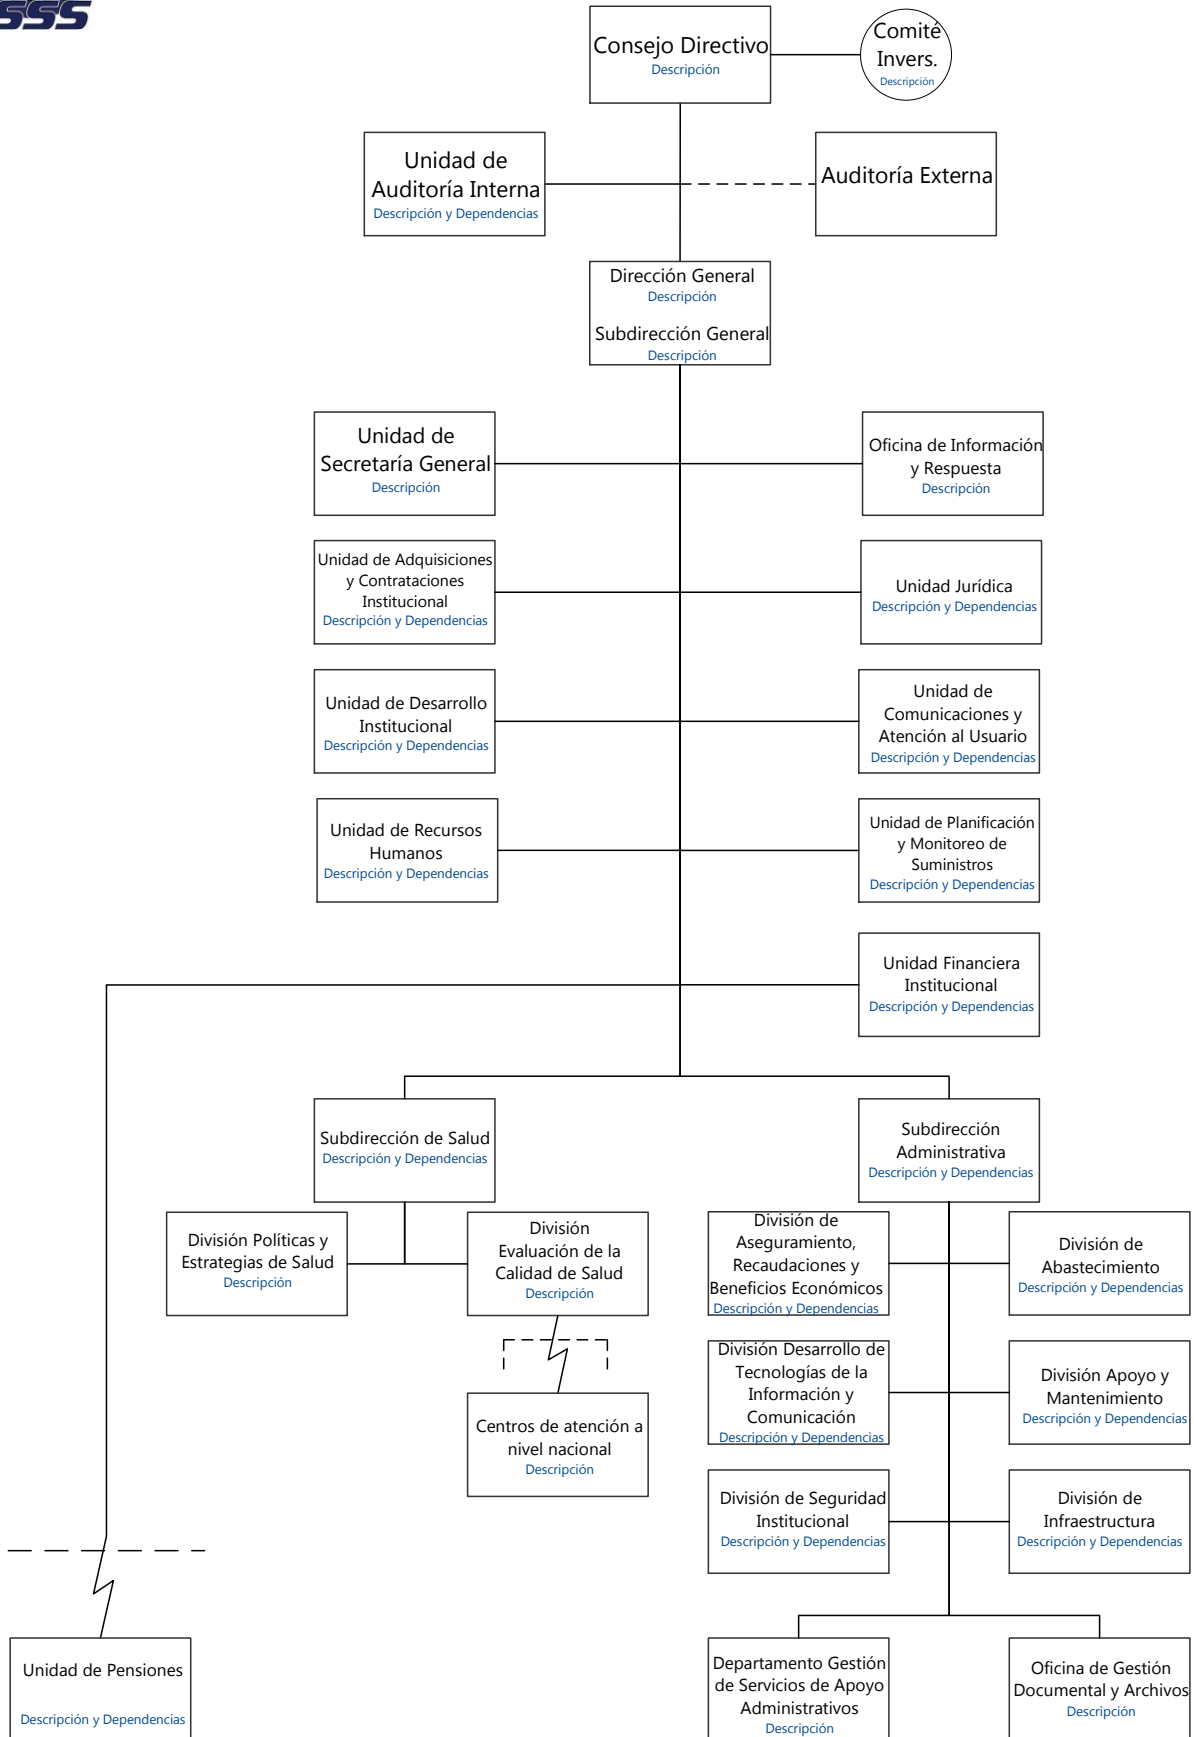 Consejo Directivo
Descripción
Comité
Invers.
Descripción
Unidad de
Auditoría Interna
Descripción y Dependencias
Auditoría Externa
Dirección General
Descripción
Subdirección General
Descripción
Unidad de
Secretaría General
Descripción
Oficina de Información
y Respuesta
Descripción
Unidad de Adquisiciones
y Contrataciones
Institucional
Descripción y Dependencias
Unidad Jurídica
Descripción y Dependencias
Unidad de Desarrollo
Institucional
Descripción y Dependencias
Unidad de
Comunicaciones y
Atención al Usuario
Descripción y Dependencias
Unidad de Recursos
Humanos
Descripción y Dependencias
Unidad de Planificación
y Monitoreo de
Suministros
Descripción y Dependencias
Unidad Financiera
Institucional
Descripción y Dependencias
Subdirección de Salud
Descripción y Dependencias
Subdirección
Administrativa
Descripción y Dependencias
División Políticas y
Estrategias de Salud
Descripción
División
Evaluación de la
Calidad de Salud
Descripción
División de
Aseguramiento,
Recaudaciones y
Beneficios Económicos
Descripción y Dependencias
División de
Abastecimiento
Descripción y Dependencias
Centros de atención a
nivel nacional
Descripción
División Desarrollo de
Tecnologías de la
Información y
Comunicación
Descripción y Dependencias
División Apoyo y
Mantenimiento
Descripción y Dependencias
División de Seguridad
Institucional
Descripción y Dependencias
División de
Infraestructura
Descripción y Dependencias
Unidad de Pensiones
Descripción y Dependencias
Departamento Gestión
de Servicios de Apoyo
Administrativos
Descripción
Oficina de Gestión
Documental y Archivos
Descripción